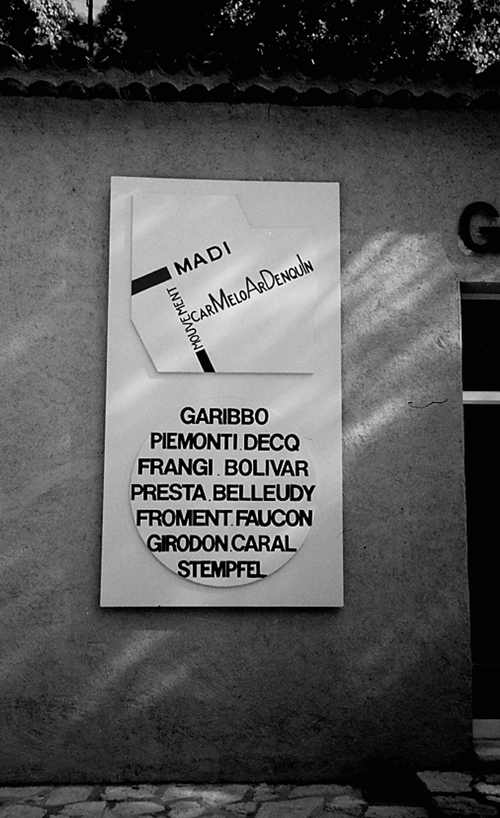 MADI
MOUVEMENT
CARMELOARDENQUIN
GARIBBO
PIEMONTI.DECQ
FRANGI.BOLIVAR
PRESTA.BELLEUDY
FROMENT.FAUCON
GIRODON.CARAL
STEMPFEL
G